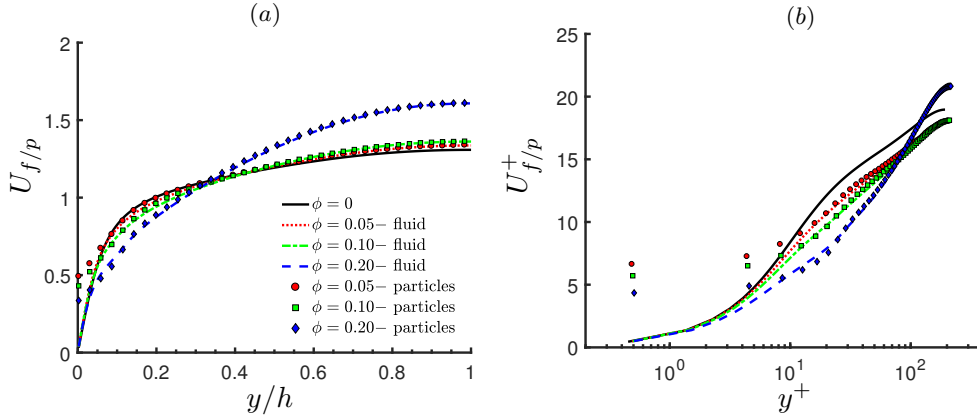 (a)
2
1.5
1
0.5
0
0 0.2 0.4 0.6 0.8 1
y/h
U_{f/p}
ϕ = 0
ϕ = 0.05− fluid
ϕ = 0.10− fluid
ϕ = 0.20− fluid
ϕ = 0.05− particles
ϕ = 0.10− particles
ϕ = 0.20− particles
(b)
25
20
15
10
5
0
10^0 10^1 10^2
y^+
U^+_{f/p}